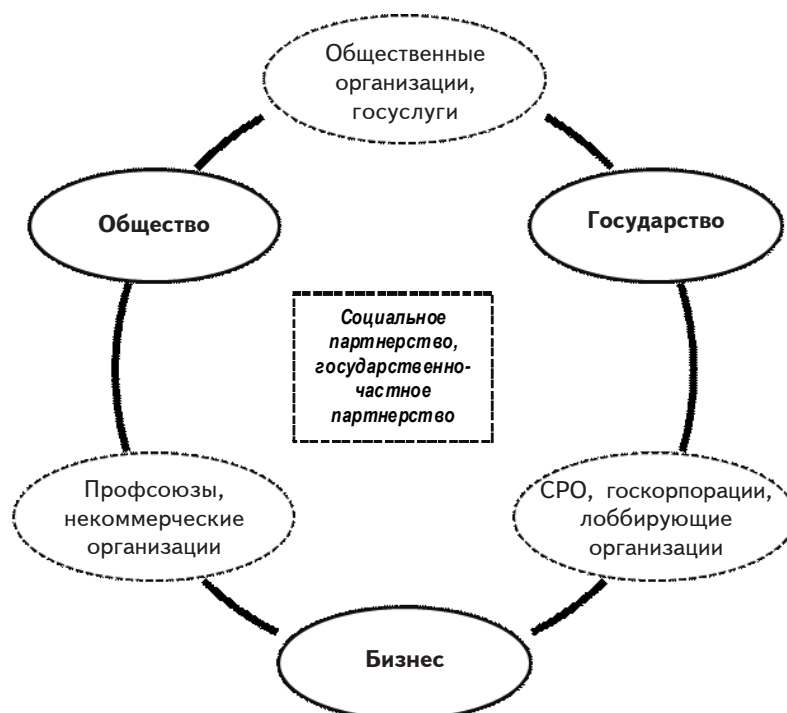 Общественные
организации,
госуслуги
Общество
Государство
Социальное
партнерство,
государственно-
частное
партнерство
Профсоюзы,
некоммерческие
организации
СРО, госкорпорации,
лоббирующие
организации
Бизнес